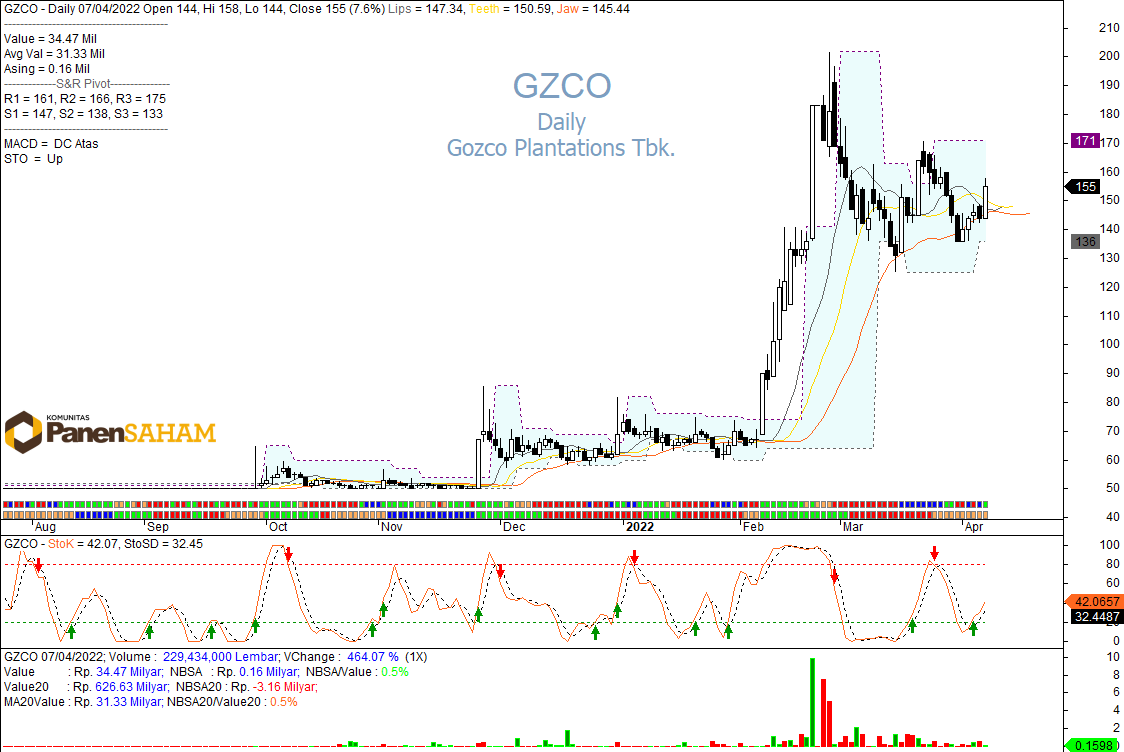 GZCO - Daily 07/04/2022 Open 144, Hi 158, Lo 144, Close 155 (7.6%) Lips = 147.34, Teeth = 150.59, Jaw = 145.44
Value = 34.47 Mil
Avg Val = 31.33 Mil
Asing = 0.16 Mil
-------------S&R Pivot---------------
R1 = 161, R2 = 166, R3 = 175
S1 = 147, S2 = 138, S3 = 133
MACD = DC Atas
STO = Up
GZCO
Daily
Gozco Plantations Tbk.
KOMUNITAS
PanenSAHAM
210
200
190
180
171
170
160
155
150
140
136
130
120
110
100
90
80
70
60
50
40
Aug Sep Oct Nov Dec 2022 Feb Mar Apr
GZCO - StoK = 42.07, StoSD = 32.45
100
80
60
42.0657
32.4487
20
0
GZCO 07/04/2022; Volume : 229,434,000 Lembar; VChange : 464.07 % (1X)
Value : Rp. 34.47 Milyar; NBSA : Rp. 0.16 Milyar; NBSA/Value : 0.5%
Value20 : Rp. 626.63 Milyar; NBSA20 : Rp. -3.16 Milyar;
MA20Value : Rp. 31.33 Milyar; NBSA20/Value20 : 0.5%
10
8
6
4
2
0.1598